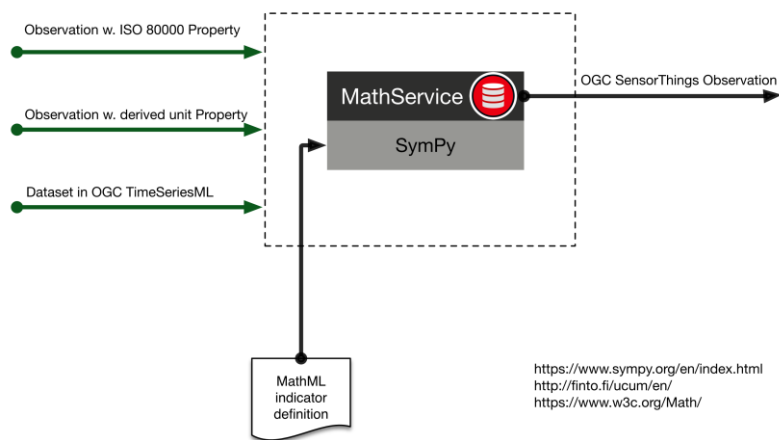 Observation w. ISO 80000 Property
Observation w. derived unit Property
Dataset in OGC TimeSeriesML
MathService
SymPy
OGC SensorThings Observation
MathML
indicator
definition
https://www.sympy.org/en/index.html
http://finto.fi/ucum/en/
https://www.w3c.org/Math/